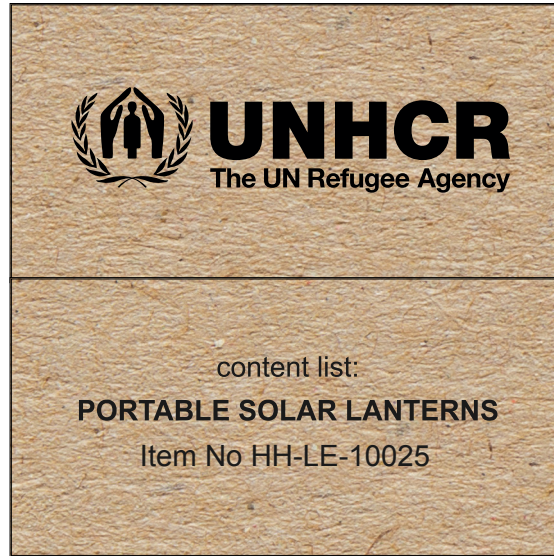 UNHCR
The UN Refugee Agency
content list:
PORTABLE SOLAR LANTERNS
Item No HH-LE-10025